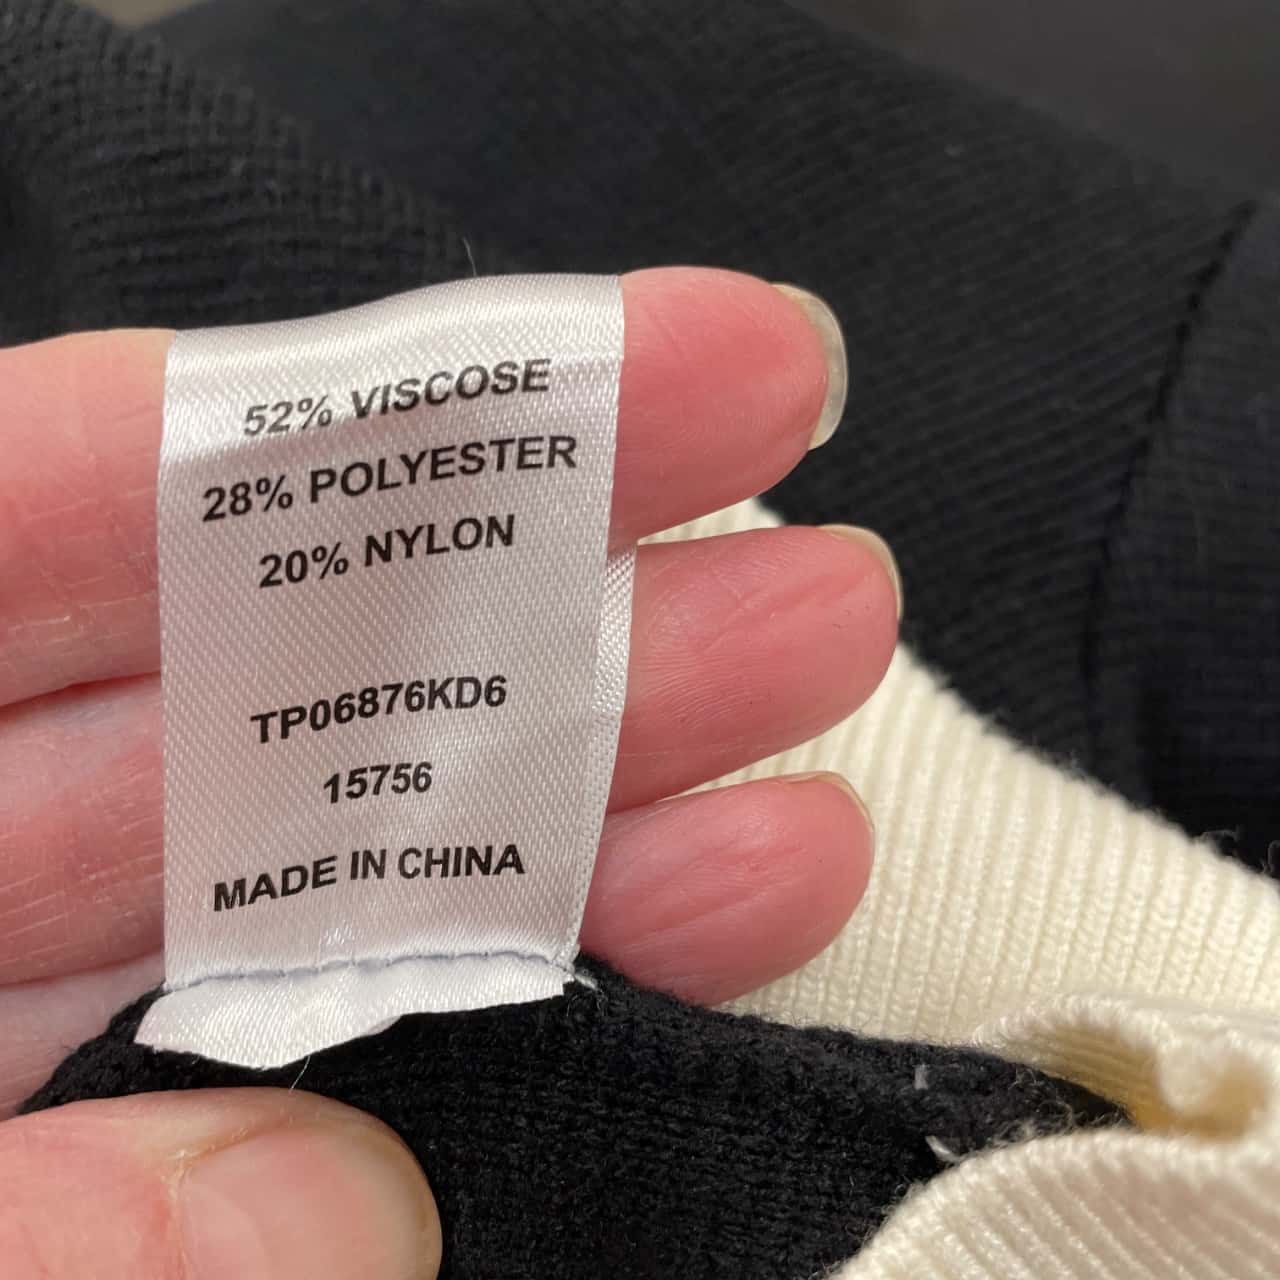 52% VISCOSE
28% POLYESTER
20% NYLON
TP06876KD6
15756
MADE IN CHINA